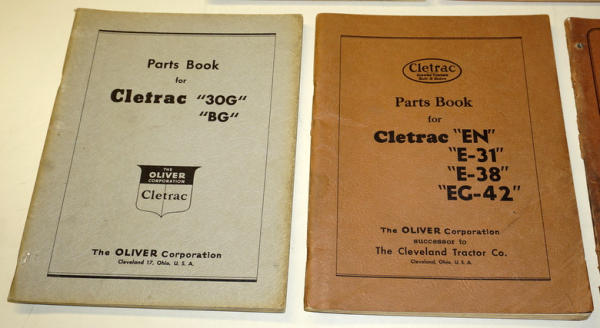 Parts Book
for
Cletrac "30G"
"BG"
THE
OLIVER
CORPORATION
Cletrac
The OLIVER Corporation
Cleveland 17, Ohio, U. S. A.
Cletrac
Parts Book
for
Cletrac "EN"
"E-31"
"E-38"
"EG-42"
The OLIVER Corporation
successor to
The Cleveland Tractor Co.
Cleveland, Ohio, U. S. A.